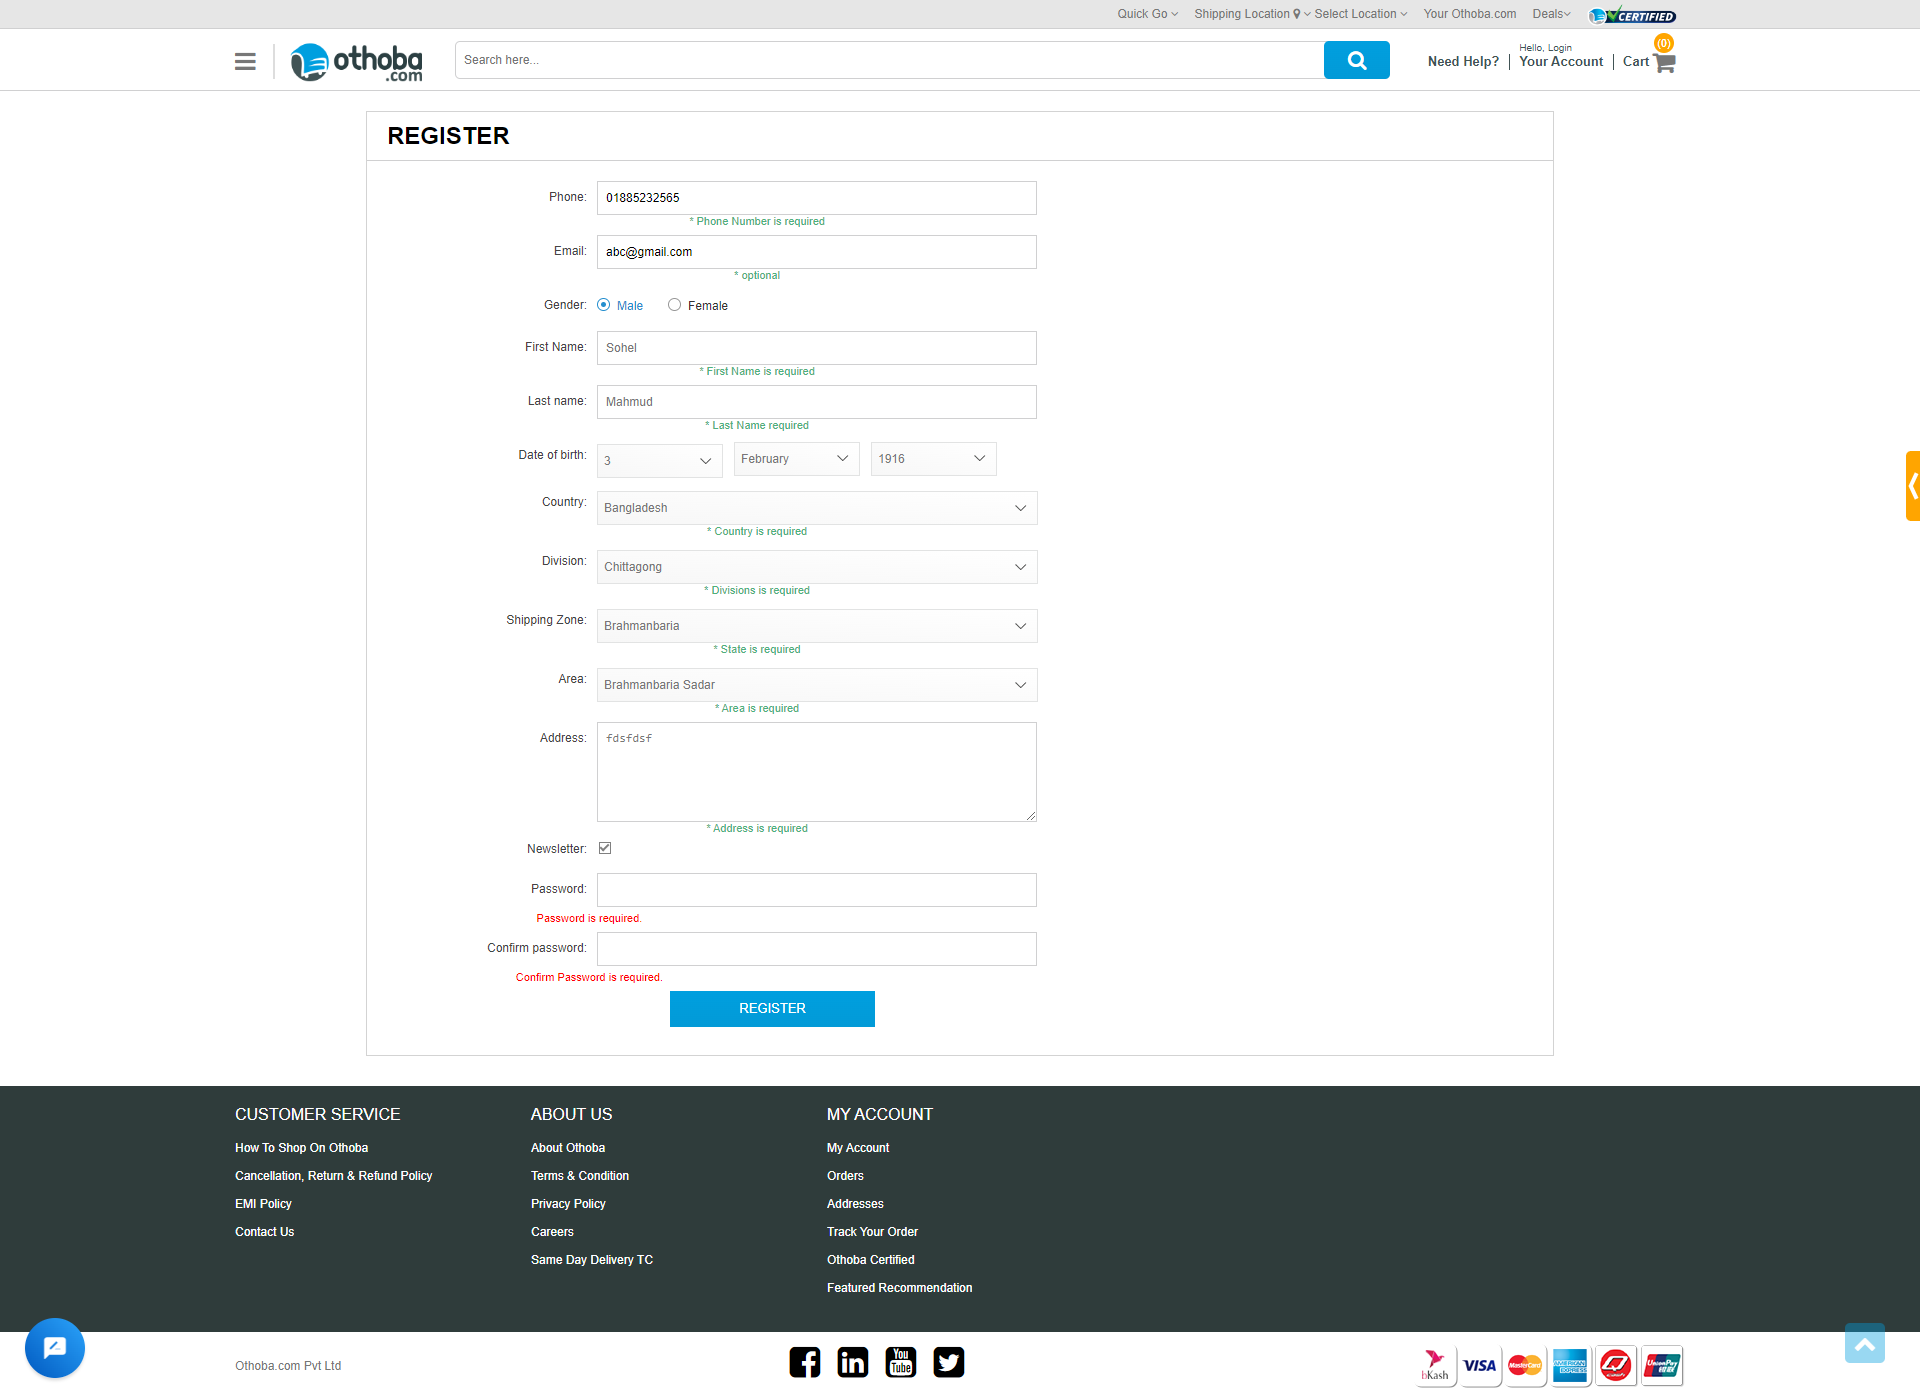 Quick Go Shipping Location Select Location Your Othoba.com Deals CERTIFIED
othoba.com
Search here...
Need Help?
Hello, Login
Your Account
Cart
(0)
REGISTER
Phone: 01885232565
* Phone Number is required
Email: abc@gmail.com
* optional
Gender: Male Female
First Name: Sohel
* First Name is required
Last name: Mahmud
* Last Name required
Date of birth: 3 February 1916
Country: Bangladesh
* Country is required
Division: Chittagong
* Divisions is required
Shipping Zone: Brahmanbaria
* State is required
Area: Brahmanbaria Sadar
* Area is required
Address: fdsfdsf
* Address is required
Newsletter:
Password:
Password is required.
Confirm password:
Confirm Password is required.
REGISTER
CUSTOMER SERVICE
How To Shop On Othoba
Cancellation, Return & Refund Policy
EMI Policy
Contact Us
ABOUT US
About Othoba
Terms & Condition
Privacy Policy
Careers
Same Day Delivery TC
MY ACCOUNT
My Account
Orders
Addresses
Track Your Order
Othoba Certified
Featured Recommendation
Othoba.com Pvt Ltd
You
Tube
bKash
VISA
MasterCard
AMERICAN
EXPRESS
UnionPay